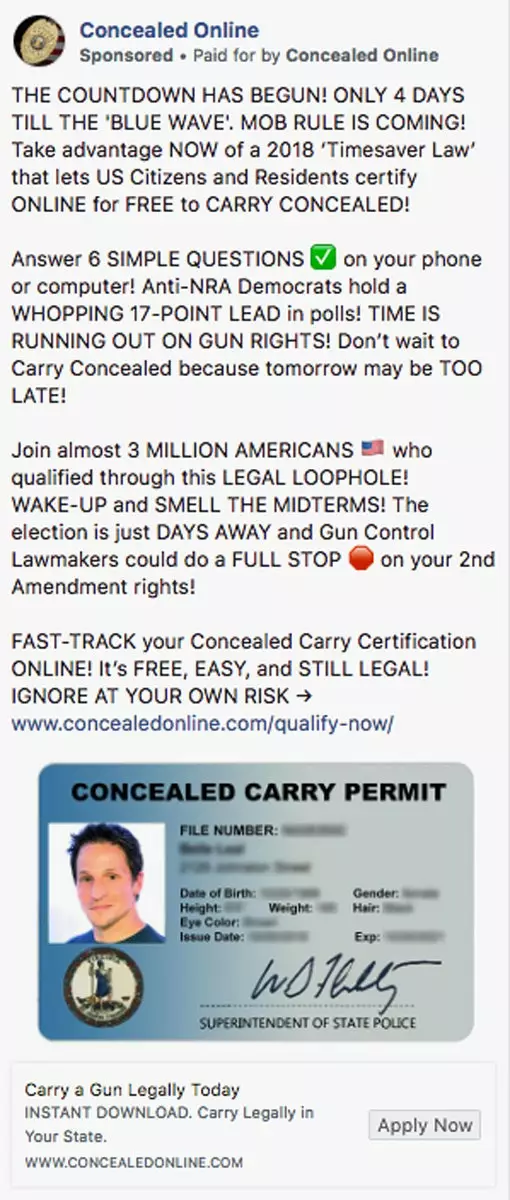 Concealed Online
Sponsored • Paid for by Concealed Online
THE COUNTDOWN HAS BEGUN! ONLY 4 DAYS
TILL THE 'BLUE WAVE'. MOB RULE IS COMING!
Take advantage NOW of a 2018 ‘Timesaver Law’
that lets US Citizens and Residents certify
ONLINE for FREE to CARRY CONCEALED!
Answer 6 SIMPLE QUESTIONS ✅ on your phone
or computer! Anti-NRA Democrats hold a
WHOPPING 17-POINT LEAD in polls! TIME IS
RUNNING OUT ON GUN RIGHTS! Don’t wait to
Carry Concealed because tomorrow may be TOO
LATE!
Join almost 3 MILLION AMERICANS 🇺🇸 who
qualified through this LEGAL LOOPHOLE!
WAKE-UP and SMELL THE MIDTERMS! The
election is just DAYS AWAY and Gun Control
Lawmakers could do a FULL STOP 🛑 on your 2nd
Amendment rights!
FAST-TRACK your Concealed Carry Certification
ONLINE! It’s FREE, EASY, and STILL LEGAL!
IGNORE AT YOUR OWN RISK →
www.concealedonline.com/qualify-now/
CONCEALED CARRY PERMIT
FILE NUMBER:
Date of Birth: Gender:
Height: Weight: Hair:
Eye Color:
Issue Date: Exp:
SUPERINTENDENT OF STATE POLICE
Carry a Gun Legally Today
INSTANT DOWNLOAD. Carry Legally in
Your State.
Apply Now
WWW.CONCEALEDONLINE.COM